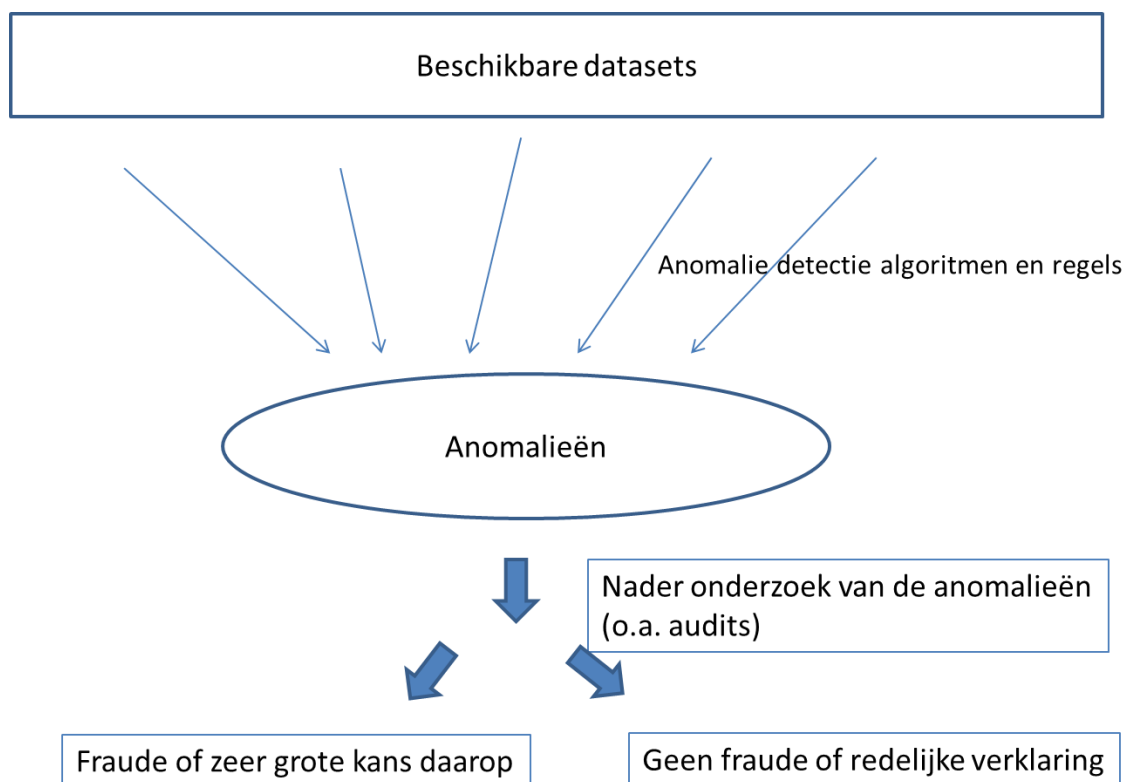 Beschikbare datasets
Anomalie detectie algoritmen en regels
Anomalieën
Nader onderzoek van de anomalieën
(o.a. audits)
Fraude of zeer grote kans daarop
Geen fraude of redelijke verklaring